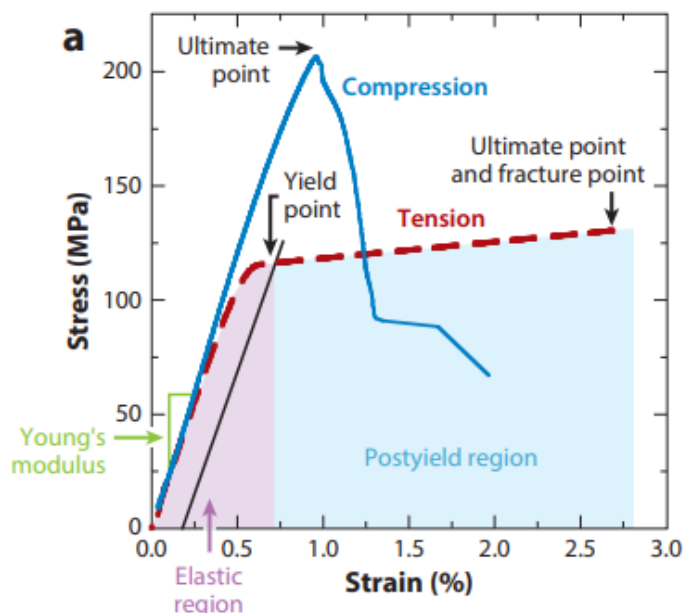 a
Ultimate
point
Compression
Ultimate point
and fracture point
Yield
point
Tension
Young's
modulus
Postyield region
Elastic
region
Stress (MPa)
200
150
100
50
0
0.0 0.5 1.0 1.5 2.0 2.5 3.0
Strain (%)